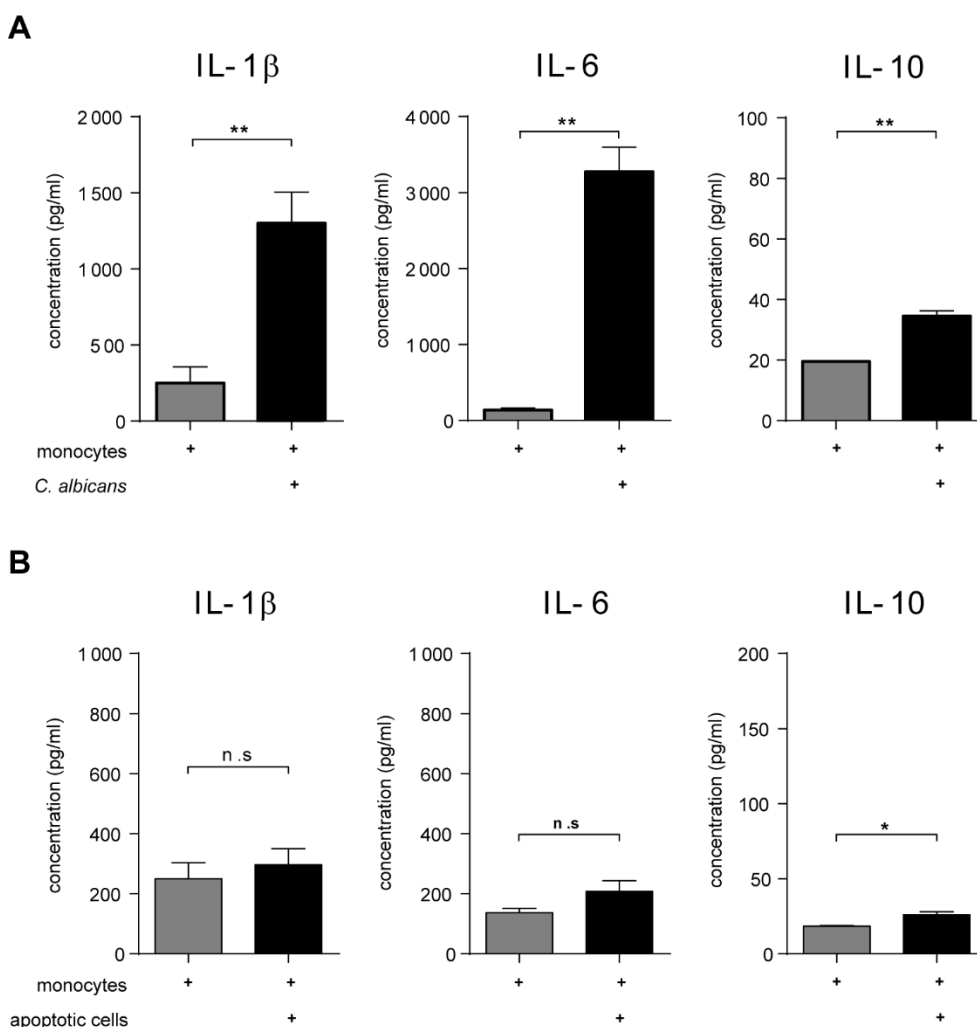 A
IL-1β
IL-6
IL-10
concentration (pg/ml)
2 000
1 500
1 000
500
0
**
concentration (pg/ml)
4 000
3 000
2 000
1 000
0
**
concentration (pg/ml)
100
80
60
40
20
0
**
monocytes + + + + + +
C. albicans + + +
B
IL-1β
IL-6
IL-10
concentration (pg/ml)
1 000
800
600
400
200
0
n .s
concentration (pg/ml)
1 000
800
600
400
200
0
n .s
concentration (pg/ml)
200
150
100
50
0
*
monocytes + + + + + +
apoptotic cells + + +